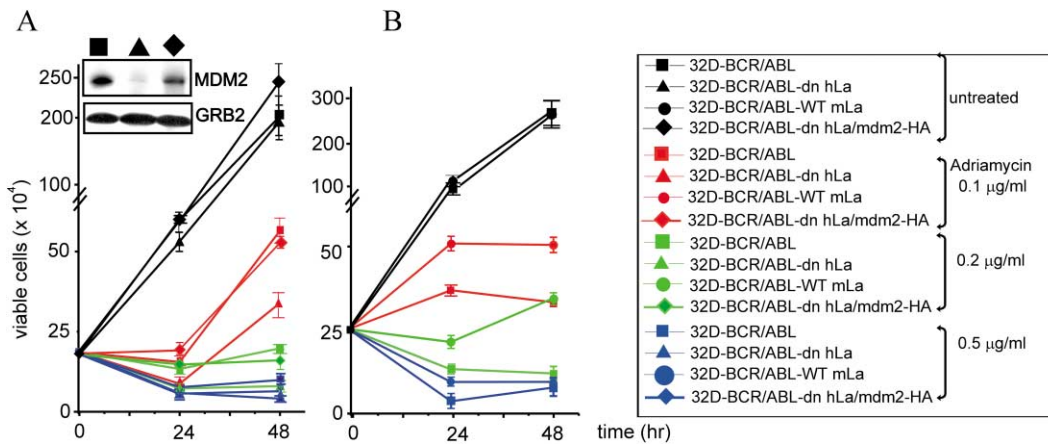 A
B
MDM2
GRB2
250
200
100
50
25
0
0
24
48
300
200
100
50
25
0
0
24
48
viable cells (x 10⁴)
time (hr)
32D-BCR/ABL
32D-BCR/ABL-dn hLa
32D-BCR/ABL-WT mLa
32D-BCR/ABL-dn hLa/mdm2-HA
untreated
32D-BCR/ABL
32D-BCR/ABL-dn hLa
32D-BCR/ABL-WT mLa
32D-BCR/ABL-dn hLa/mdm2-HA
Adriamycin
0.1 µg/ml
32D-BCR/ABL
32D-BCR/ABL-dn hLa
32D-BCR/ABL-WT mLa
32D-BCR/ABL-dn hLa/mdm2-HA
0.2 µg/ml
32D-BCR/ABL
32D-BCR/ABL-dn hLa
32D-BCR/ABL-WT mLa
32D-BCR/ABL-dn hLa/mdm2-HA
0.5 µg/ml